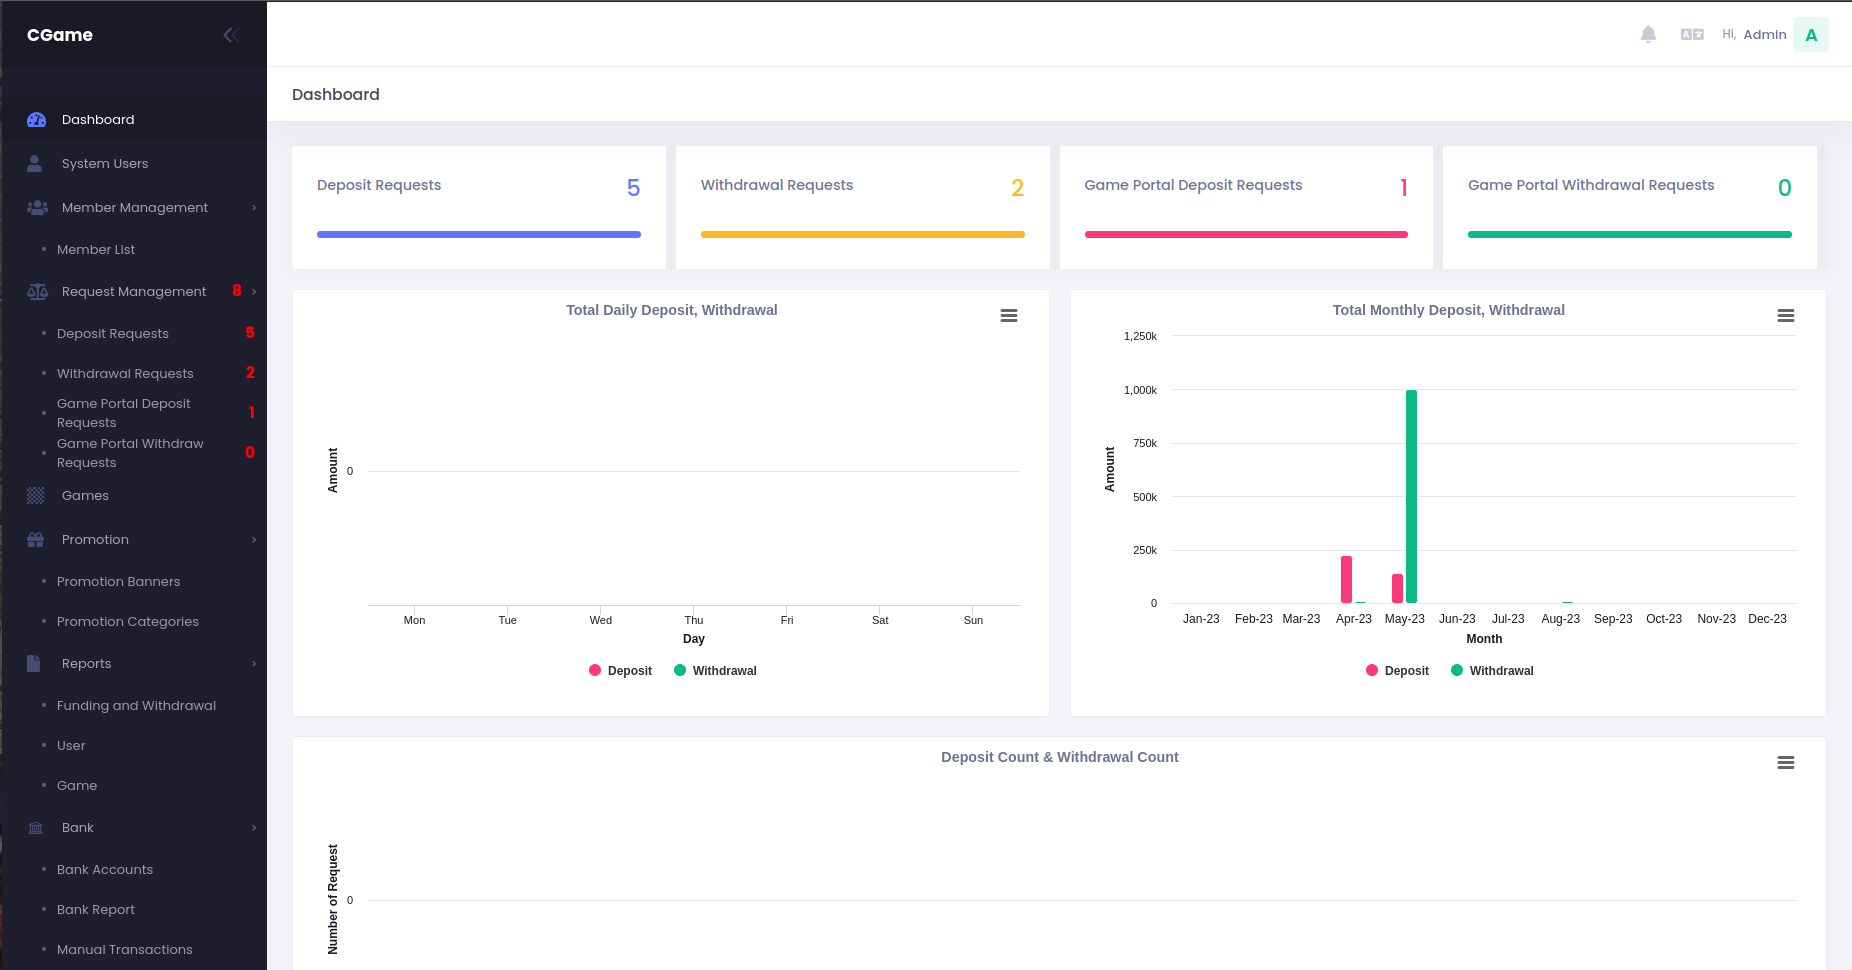 CGame
Hi, Admin A
Dashboard
System Users
Member Management
Member List
Request Management 8
Deposit Requests 5
Withdrawal Requests 2
Game Portal Deposit
Requests
1
Game Portal Withdraw
Requests
0
Games
Promotion
Promotion Banners
Promotion Categories
Reports
Funding and Withdrawal
User
Game
Bank
Bank Accounts
Bank Report
Manual Transactions
Dashboard
Deposit Requests 5
Withdrawal Requests 2
Game Portal Deposit Requests 1
Game Portal Withdrawal Requests 0
Total Daily Deposit, Withdrawal
Amount
0
Mon Tue Wed Thu Fri Sat Sun
Day
Deposit Withdrawal
Total Monthly Deposit, Withdrawal
Amount
1,250k
1,000k
750k
500k
250k
0
Jan-23 Feb-23 Mar-23 Apr-23 May-23 Jun-23 Jul-23 Aug-23 Sep-23 Oct-23 Nov-23 Dec-23
Month
Deposit Withdrawal
Deposit Count & Withdrawal Count
Number of Request
0